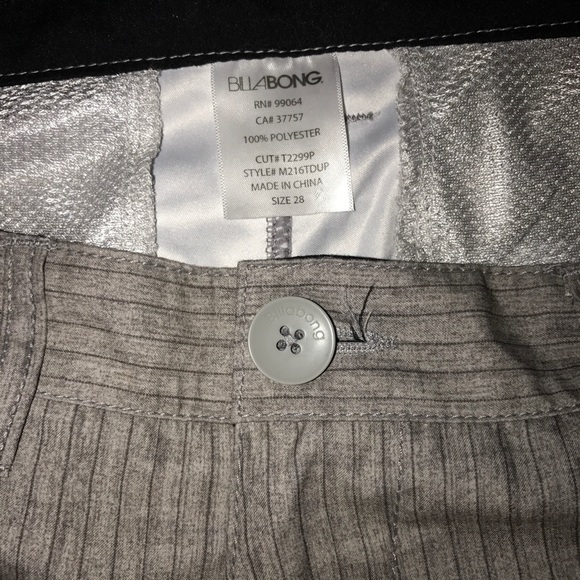 BILLABONG
RN# 99064
CA# 37757
100% POLYESTER
CUT# T2299P
STYLE# M216TDUP
MADE IN CHINA
SIZE 28
Billabong